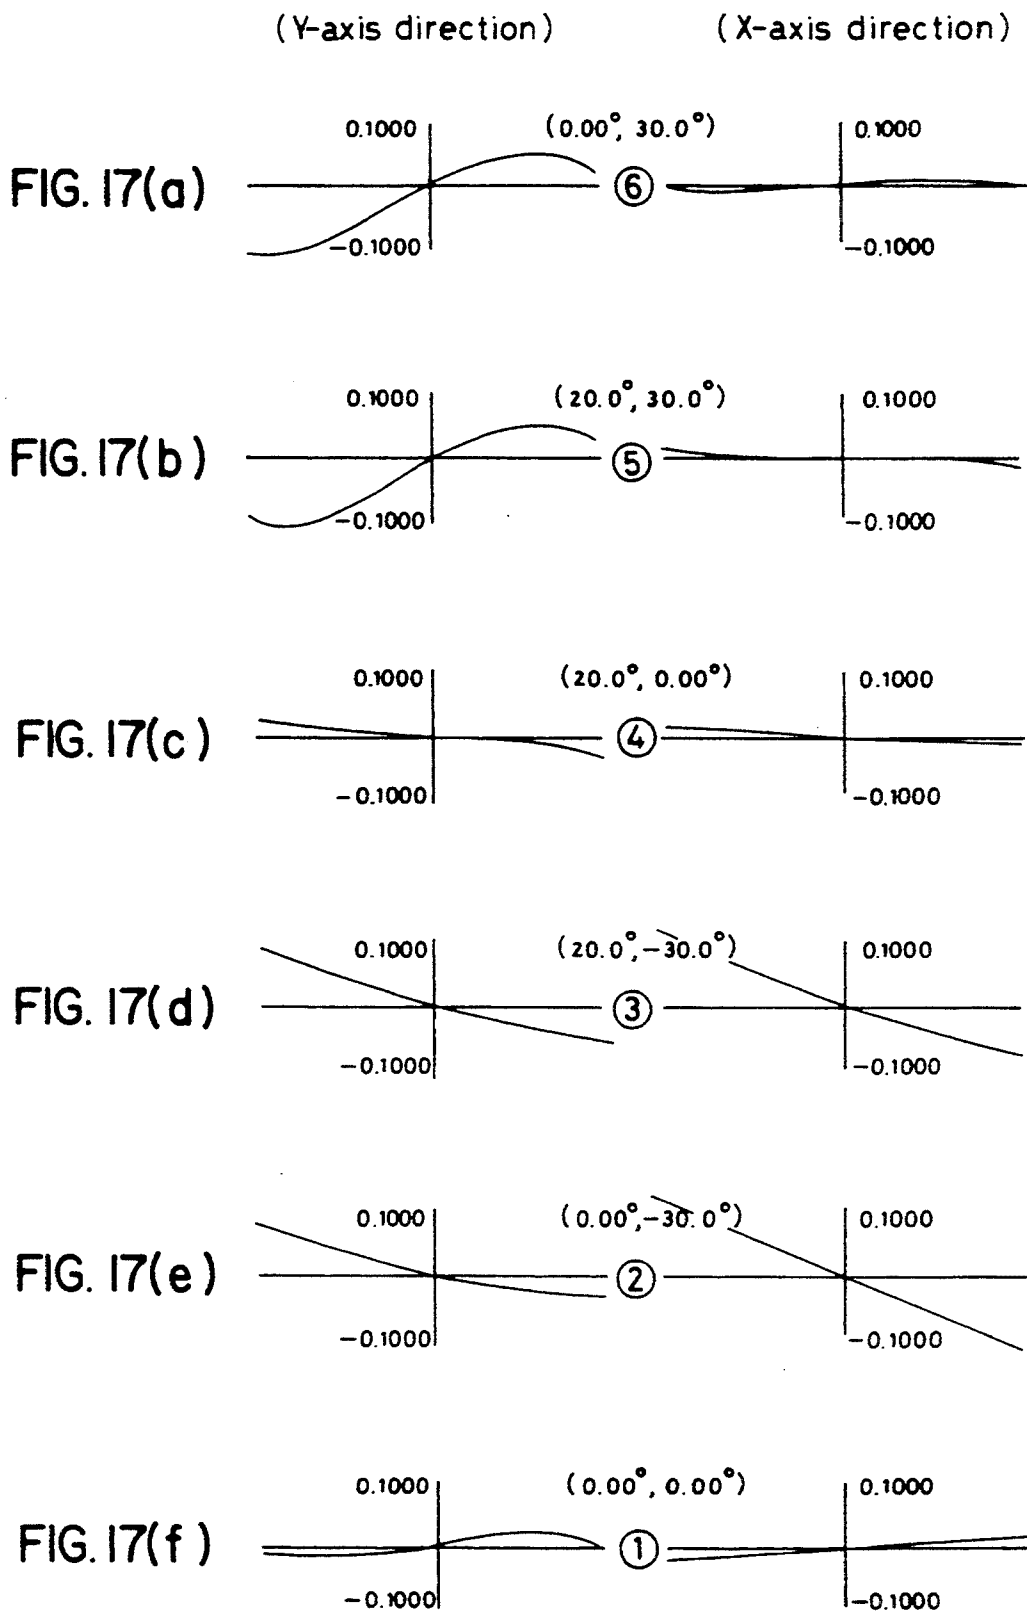 (Y-axis direction) (X-axis direction)
0.1000 (0.00°, 30.0°) 0.1000
FIG. 17(a) ⑥
-0.1000 -0.1000
0.1000 (20.0°, 30.0°) 0.1000
FIG. 17(b) ⑤
-0.1000 -0.1000
0.1000 (20.0°, 0.00°) 0.1000
FIG. 17(c) ④
-0.1000 -0.1000
0.1000 (20.0°,-30.0°) 0.1000
FIG. 17(d) ③
-0.1000 -0.1000
0.1000 (0.00°,-30.0°) 0.1000
FIG. 17(e) ②
-0.1000 -0.1000
0.1000 (0.00°, 0.00°) 0.1000
FIG. 17(f) ①
-0.1000 -0.1000